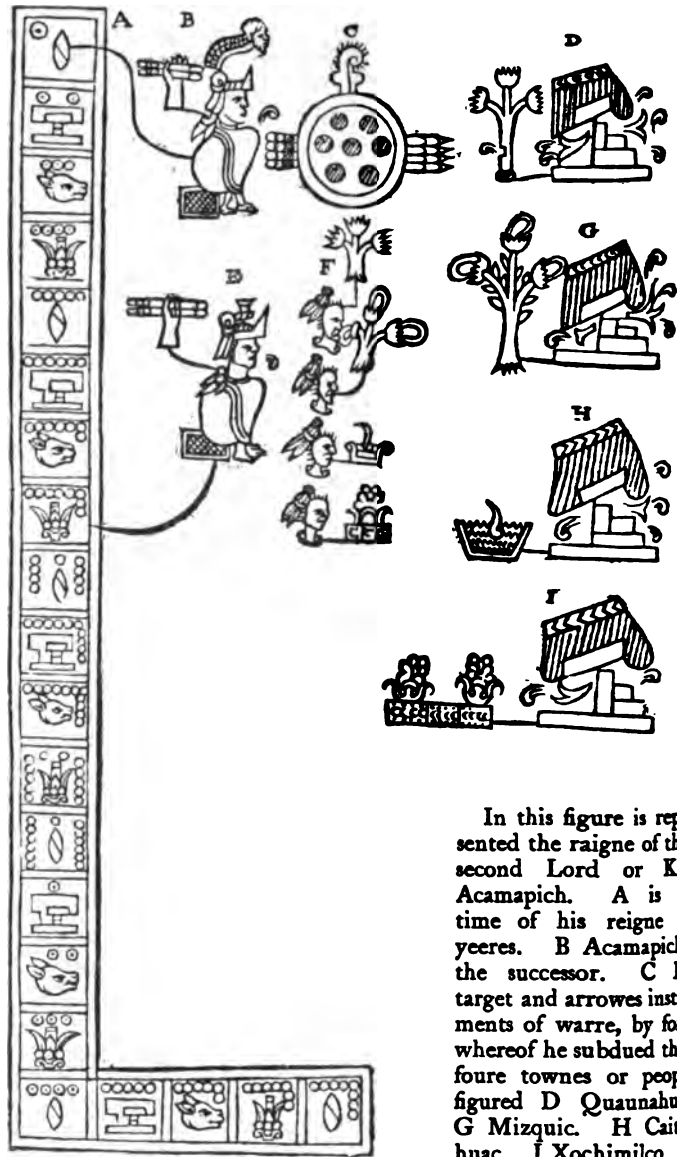 A B C D
G
B F
H
I
In this figure is rep
sented the raigne of th
second Lord or K
Acamapich. A is
time of his reigne
yeeres. B Acamapich
the successor. C
target and arrowes inst
ments of warre, by fo
whereof he subdued th
foure townes or peop
figured D Quaunahu
G Mizquic. H Cait
huac. I Xochimilco